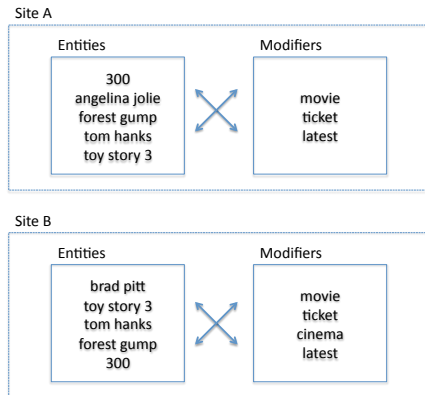 Site A
Entities
Modifiers
300
angelina jolie
forest gump
tom hanks
toy story 3
movie
ticket
latest
Site B
Entities
Modifiers
brad pitt
toy story 3
tom hanks
forest gump
300
movie
ticket
cinema
latest